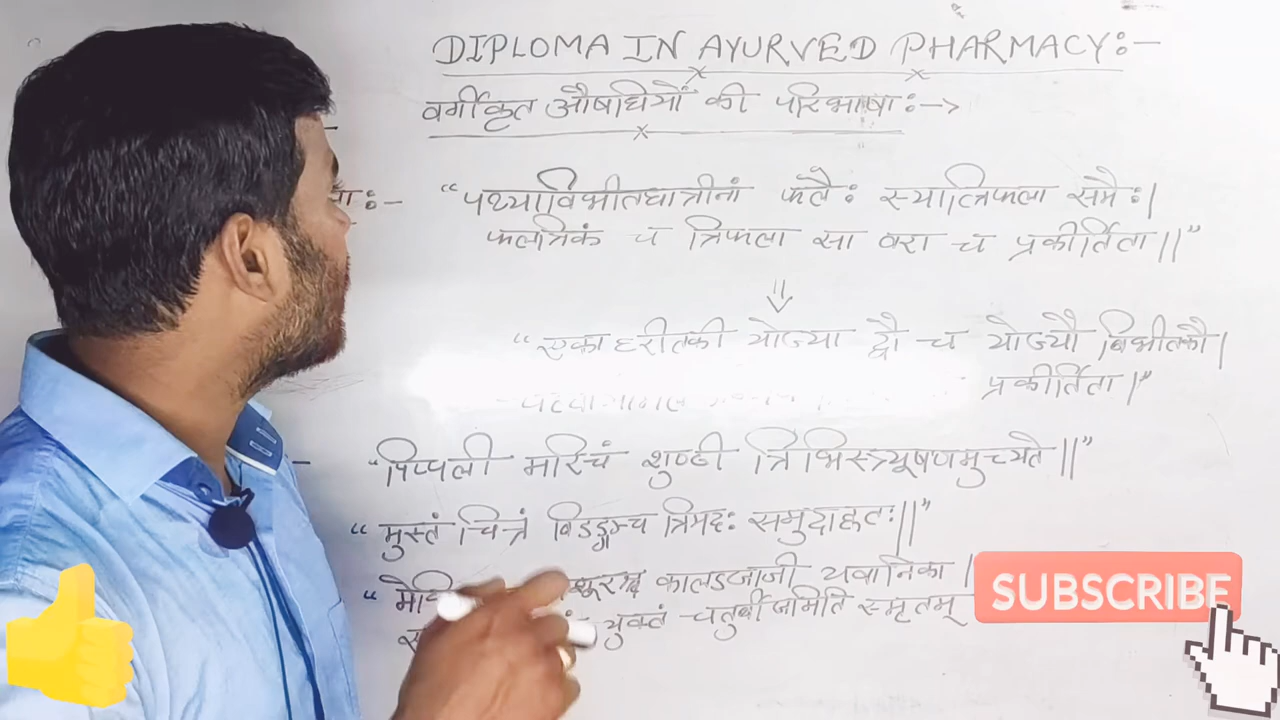 DIPLOMA IN AYURVED PHARMACY:-
वर्गीकृत औषधियों की परिभाषा:->
"पथ्याविभीतधात्रीनां फलै: स्यात्त्रिफला समै:|
फलत्रिकं च त्रिफला सा वरा च प्रकीर्तिता||"
"एका हरीतकी योज्या द्वौ च योज्यौ विभीतकौ|
प्रकीर्तिता|"
"पिप्पली मरिचं शुण्ठी त्रिभिस्त्र्यूषणमुच्यते||"
"मुस्तं चित्रं विडङ्गञ्च त्रिमद: समुदाहृत:||"
कालडजाजी यवानिका|
युक्तं चतुर्बीजमिति स्मृतम्
SUBSCRIBE